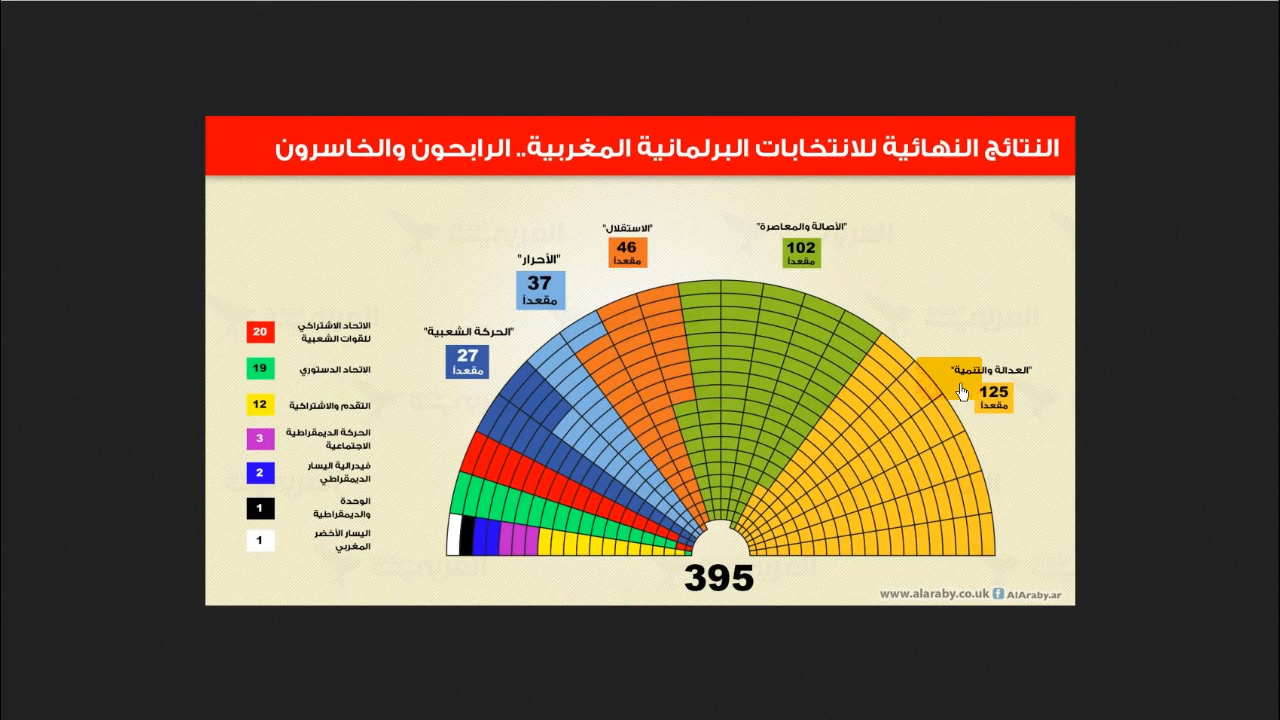 النتائج النهائية للانتخابات البرلمانية المغربية.. الرابحون والخاسرون
"العدالة والتنمية"
125
مقعداً
"الأصالة والمعاصرة"
102
مقعداً
"الاستقلال"
46
مقعداً
"الأحرار"
37
مقعداً
"الحركة الشعبية"
27
مقعداً
الاتحاد الاشتراكي
للقوات الشعبية
20
الاتحاد الدستوري
19
التقدم والاشتراكية
12
الحركة الديمقراطية
الاجتماعية
3
فيدرالية اليسار
الديمقراطي
2
الوحدة
والديمقراطية
1
اليسار الأخضر
المغربي
1
395
www.alaraby.co.uk AlAraby.ar